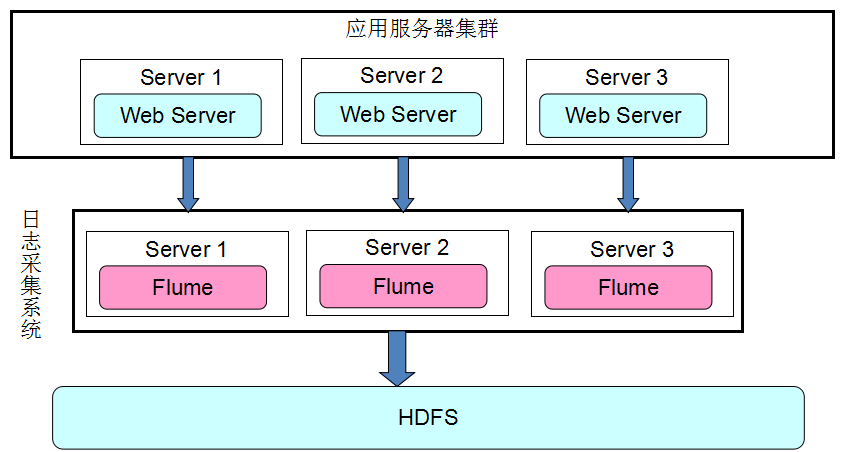 应用服务器集群
Server 1
Server 2
Server 3
Web Server
Web Server
Web Server
日志采集系统
Server 1
Server 2
Server 3
Flume
Flume
Flume
HDFS